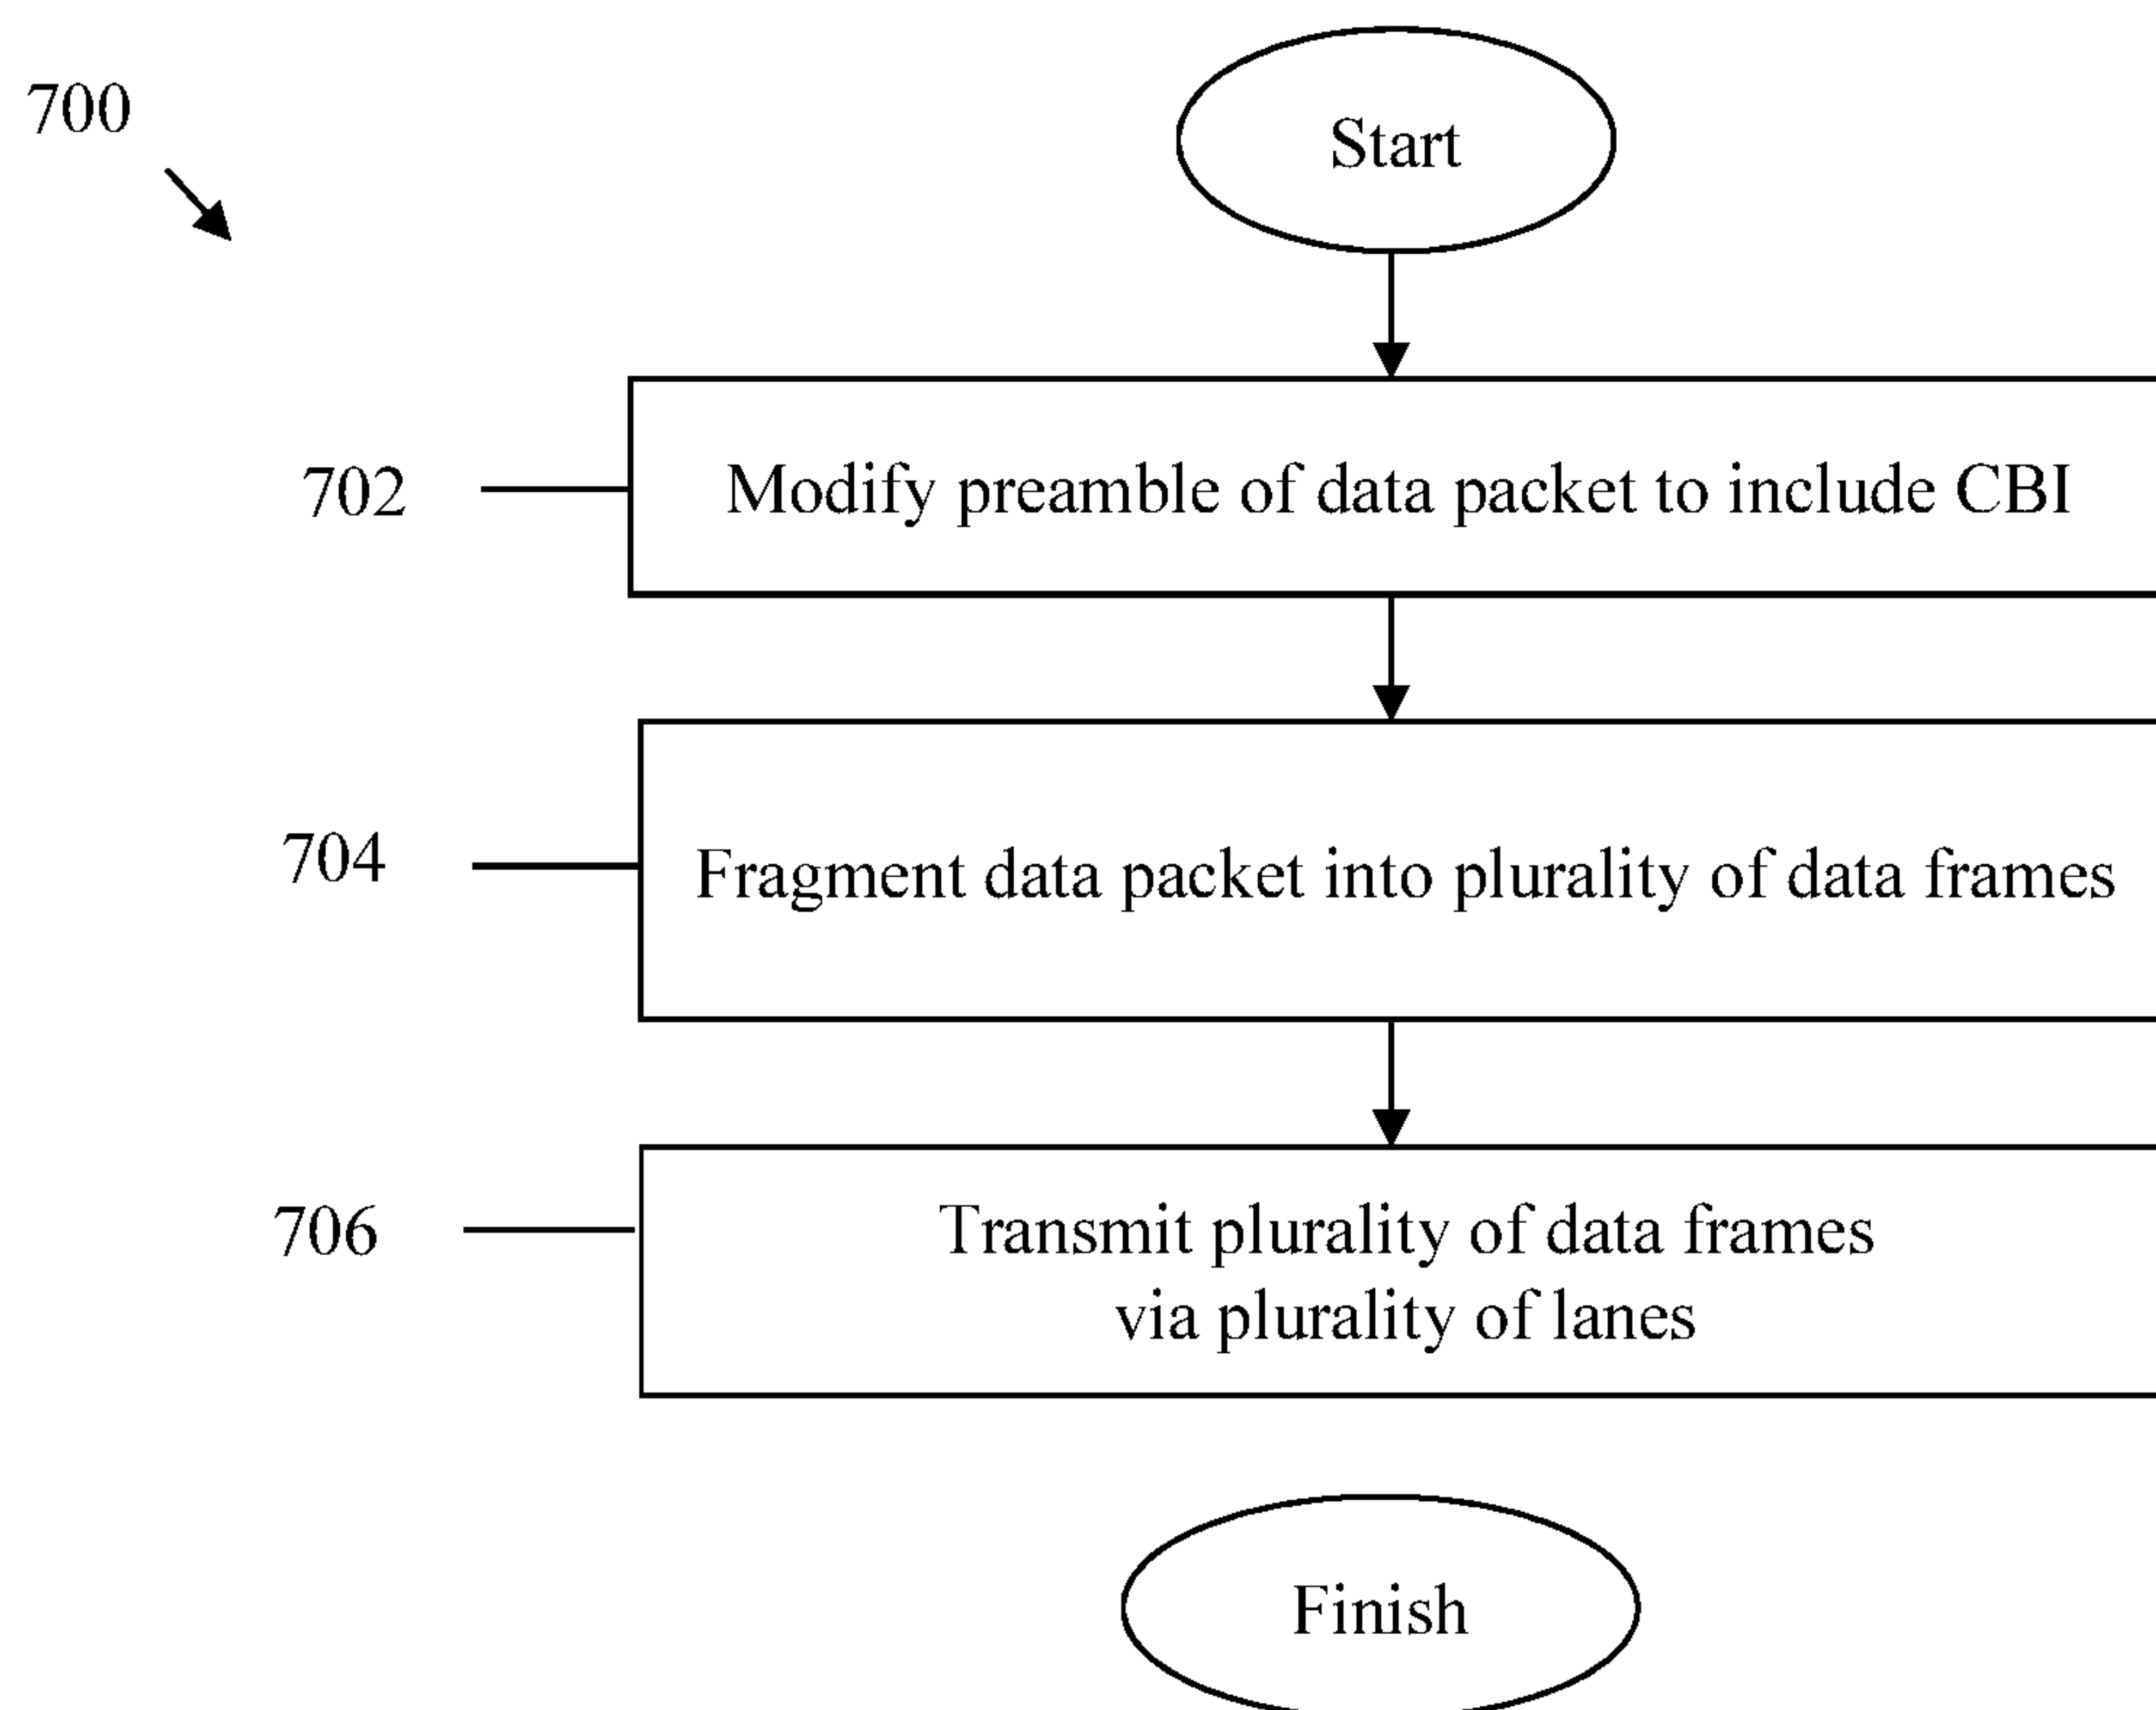 700
Start
702
Modify preamble of data packet to include CBI
704
Fragment data packet into plurality of data frames
706
Transmit plurality of data frames
via plurality of lanes
Finish